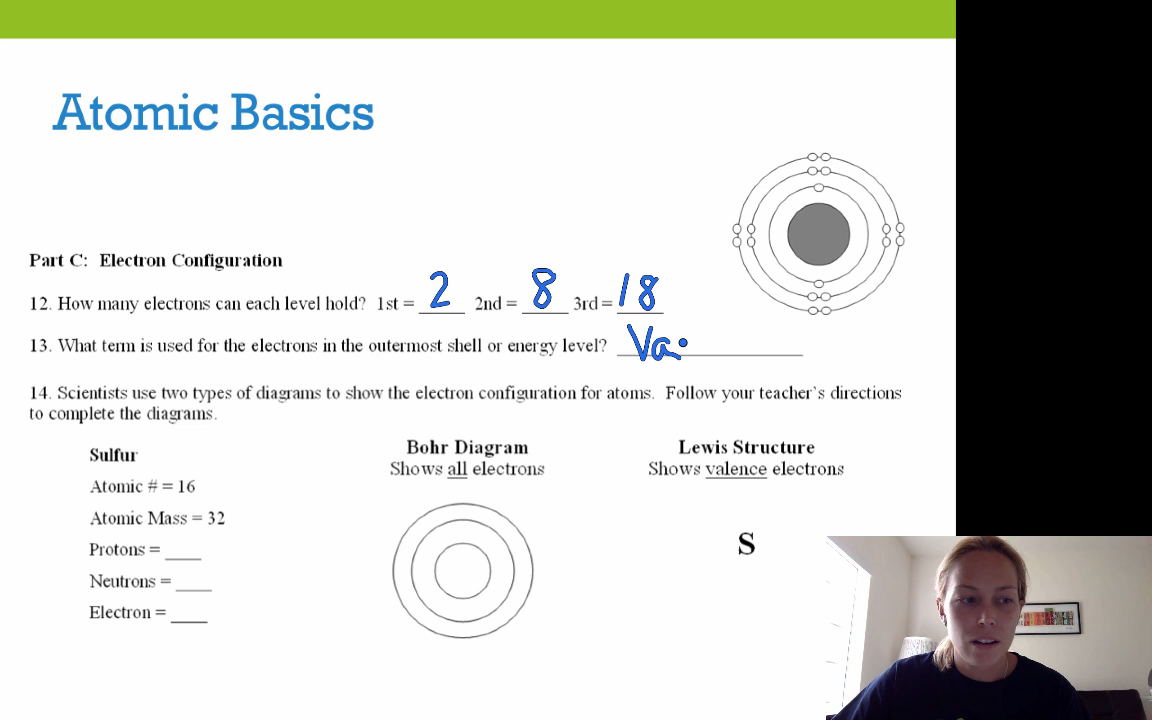 Atomic Basics
Part C: Electron Configuration
12. How many electrons can each level hold? 1st = 2 2nd = 8 3rd = 18
13. What term is used for the electrons in the outermost shell or energy level? Va
14. Scientists use two types of diagrams to show the electron configuration for atoms. Follow your teacher's directions
to complete the diagrams.
Sulfur
Atomic # = 16
Atomic Mass = 32
Protons = ____
Neutrons = ____
Electron = ____
Bohr Diagram
Shows all electrons
Lewis Structure
Shows valence electrons
S